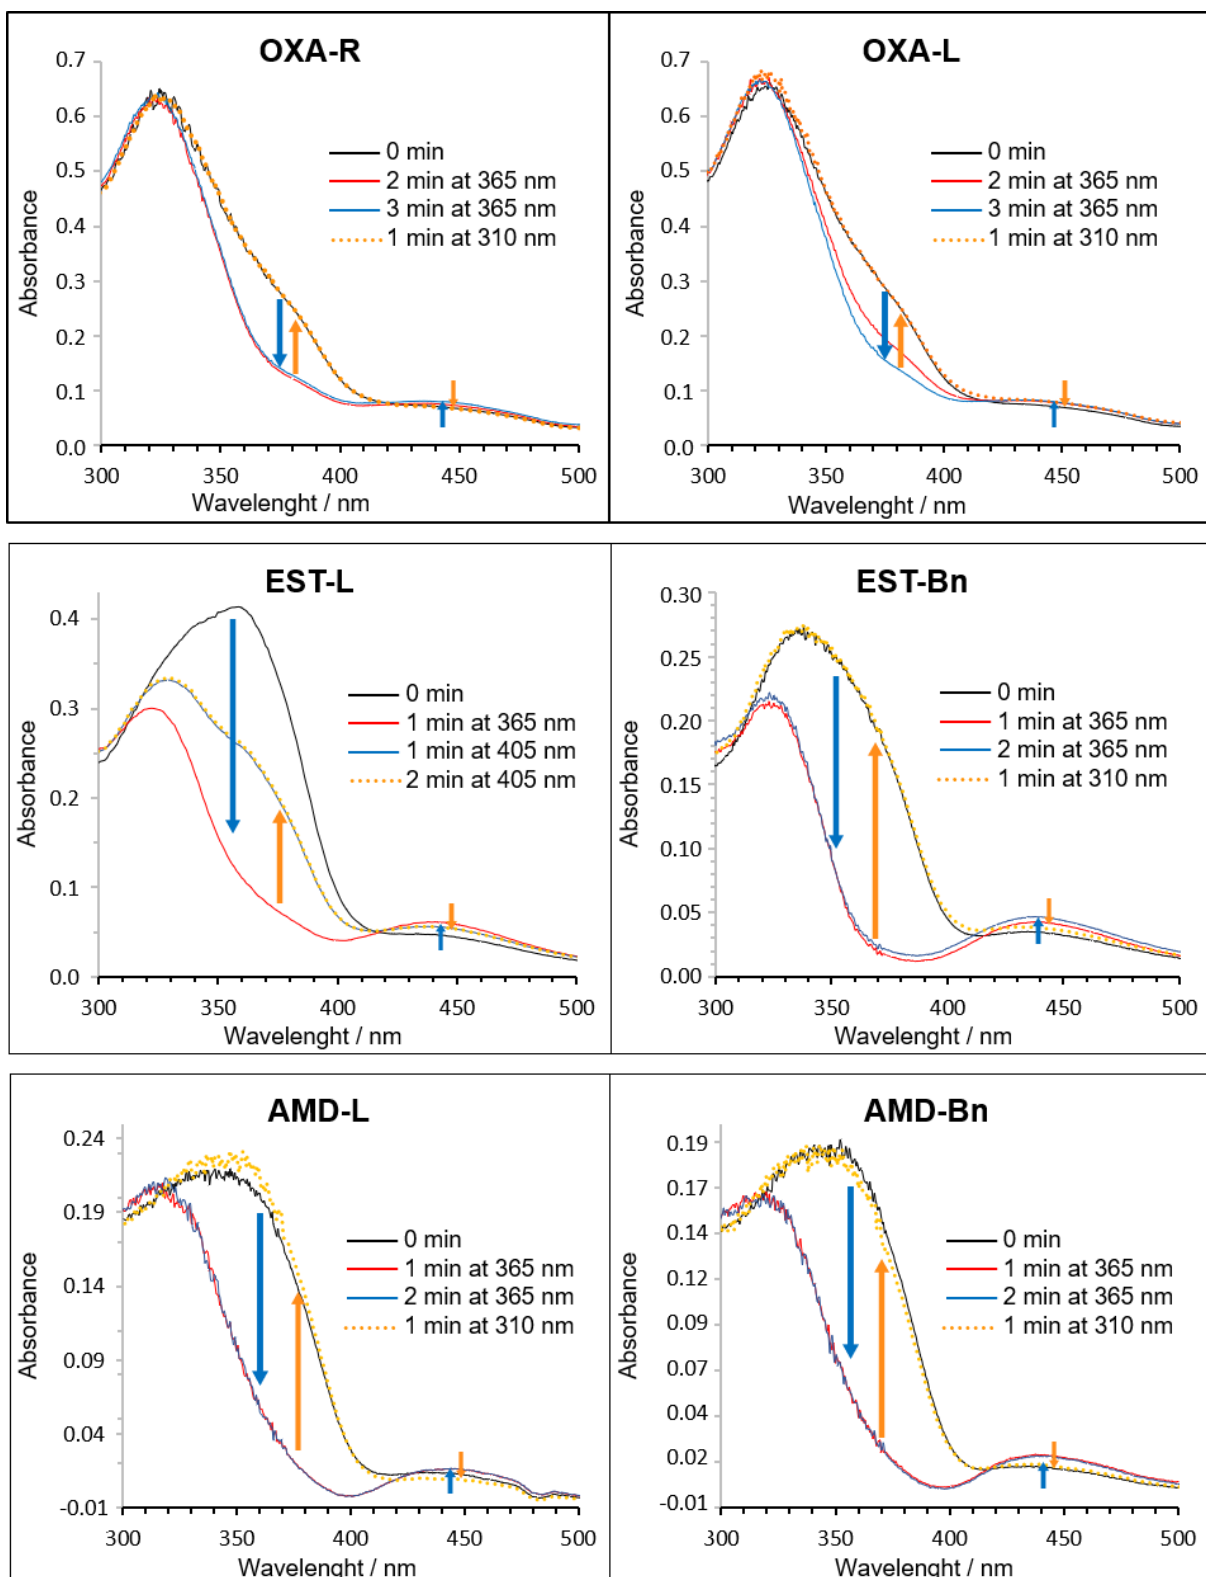 OXA-R
0.7
0.6
0.5
0.4
0.3
0.2
0.1
0.0
Absorbance
0 min
2 min at 365 nm
3 min at 365 nm
1 min at 310 nm
300 350 400 450 500
Wavelenght / nm
OXA-L
0.7
0.6
0.5
0.4
0.3
0.2
0.1
0.0
Absorbance
0 min
2 min at 365 nm
3 min at 365 nm
1 min at 310 nm
300 350 400 450 500
Wavelenght / nm
EST-L
0.4
0.3
0.2
0.1
0.0
Absorbance
0 min
1 min at 365 nm
1 min at 405 nm
2 min at 405 nm
300 350 400 450 500
Wavelenght / nm
EST-Bn
0.30
0.25
0.20
0.15
0.10
0.05
0.00
Absorbance
0 min
1 min at 365 nm
2 min at 365 nm
1 min at 310 nm
300 350 400 450 500
Wavelenght / nm
AMD-L
0.24
0.19
0.14
0.09
0.04
-0.01
Absorbance
0 min
1 min at 365 nm
2 min at 365 nm
1 min at 310 nm
300 350 400 450 500
Wavelenght / nm
AMD-Bn
0.19
0.17
0.14
0.12
0.09
0.07
0.04
0.02
-0.01
Absorbance
0 min
1 min at 365 nm
2 min at 365 nm
1 min at 310 nm
300 350 400 450 500
Wavelenght / nm